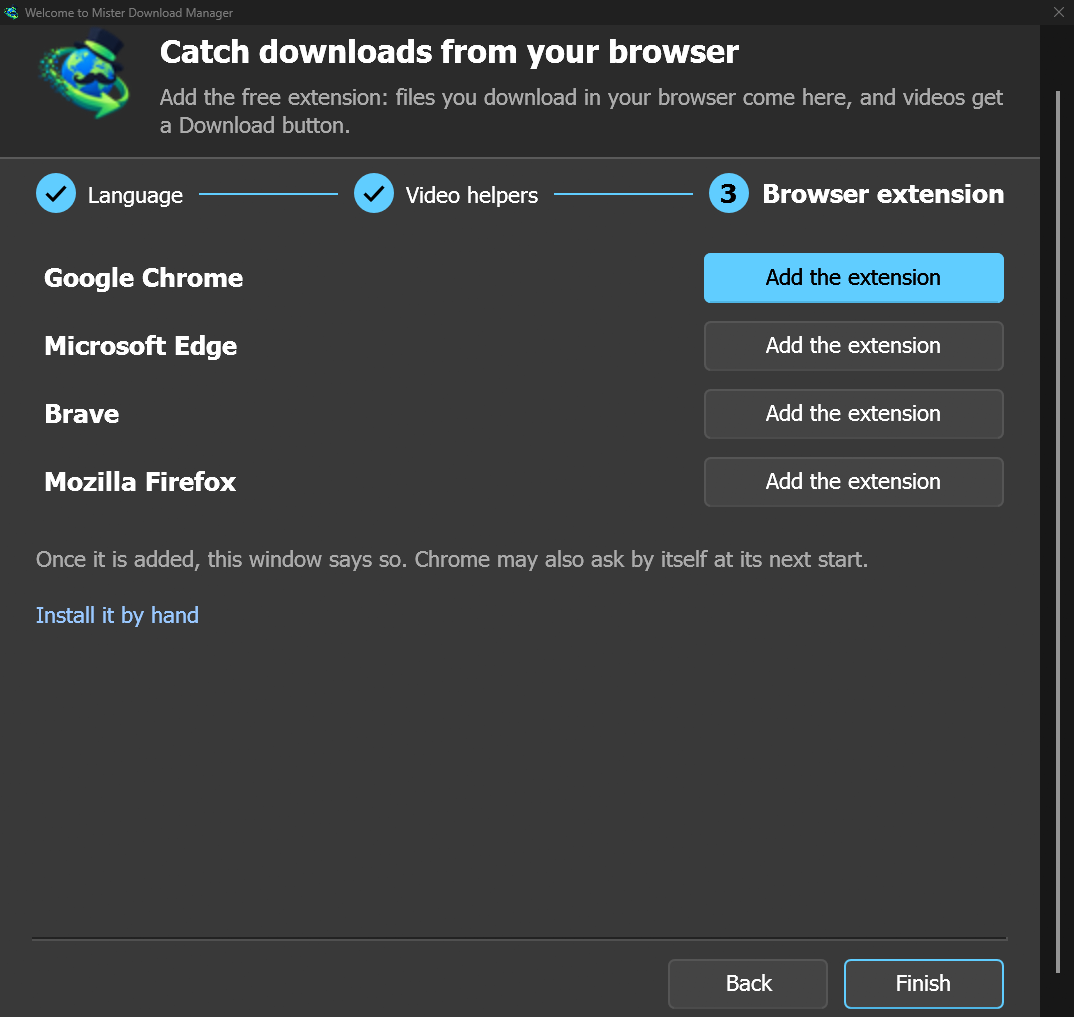 Welcome to Mister Download Manager
Catch downloads from your browser
Add the free extension: files you download in your browser come here, and videos get
a Download button.
Language
Video helpers
3 Browser extension
Google Chrome
Add the extension
Microsoft Edge
Add the extension
Brave
Add the extension
Mozilla Firefox
Add the extension
Once it is added, this window says so. Chrome may also ask by itself at its next start.
Install it by hand
Back
Finish